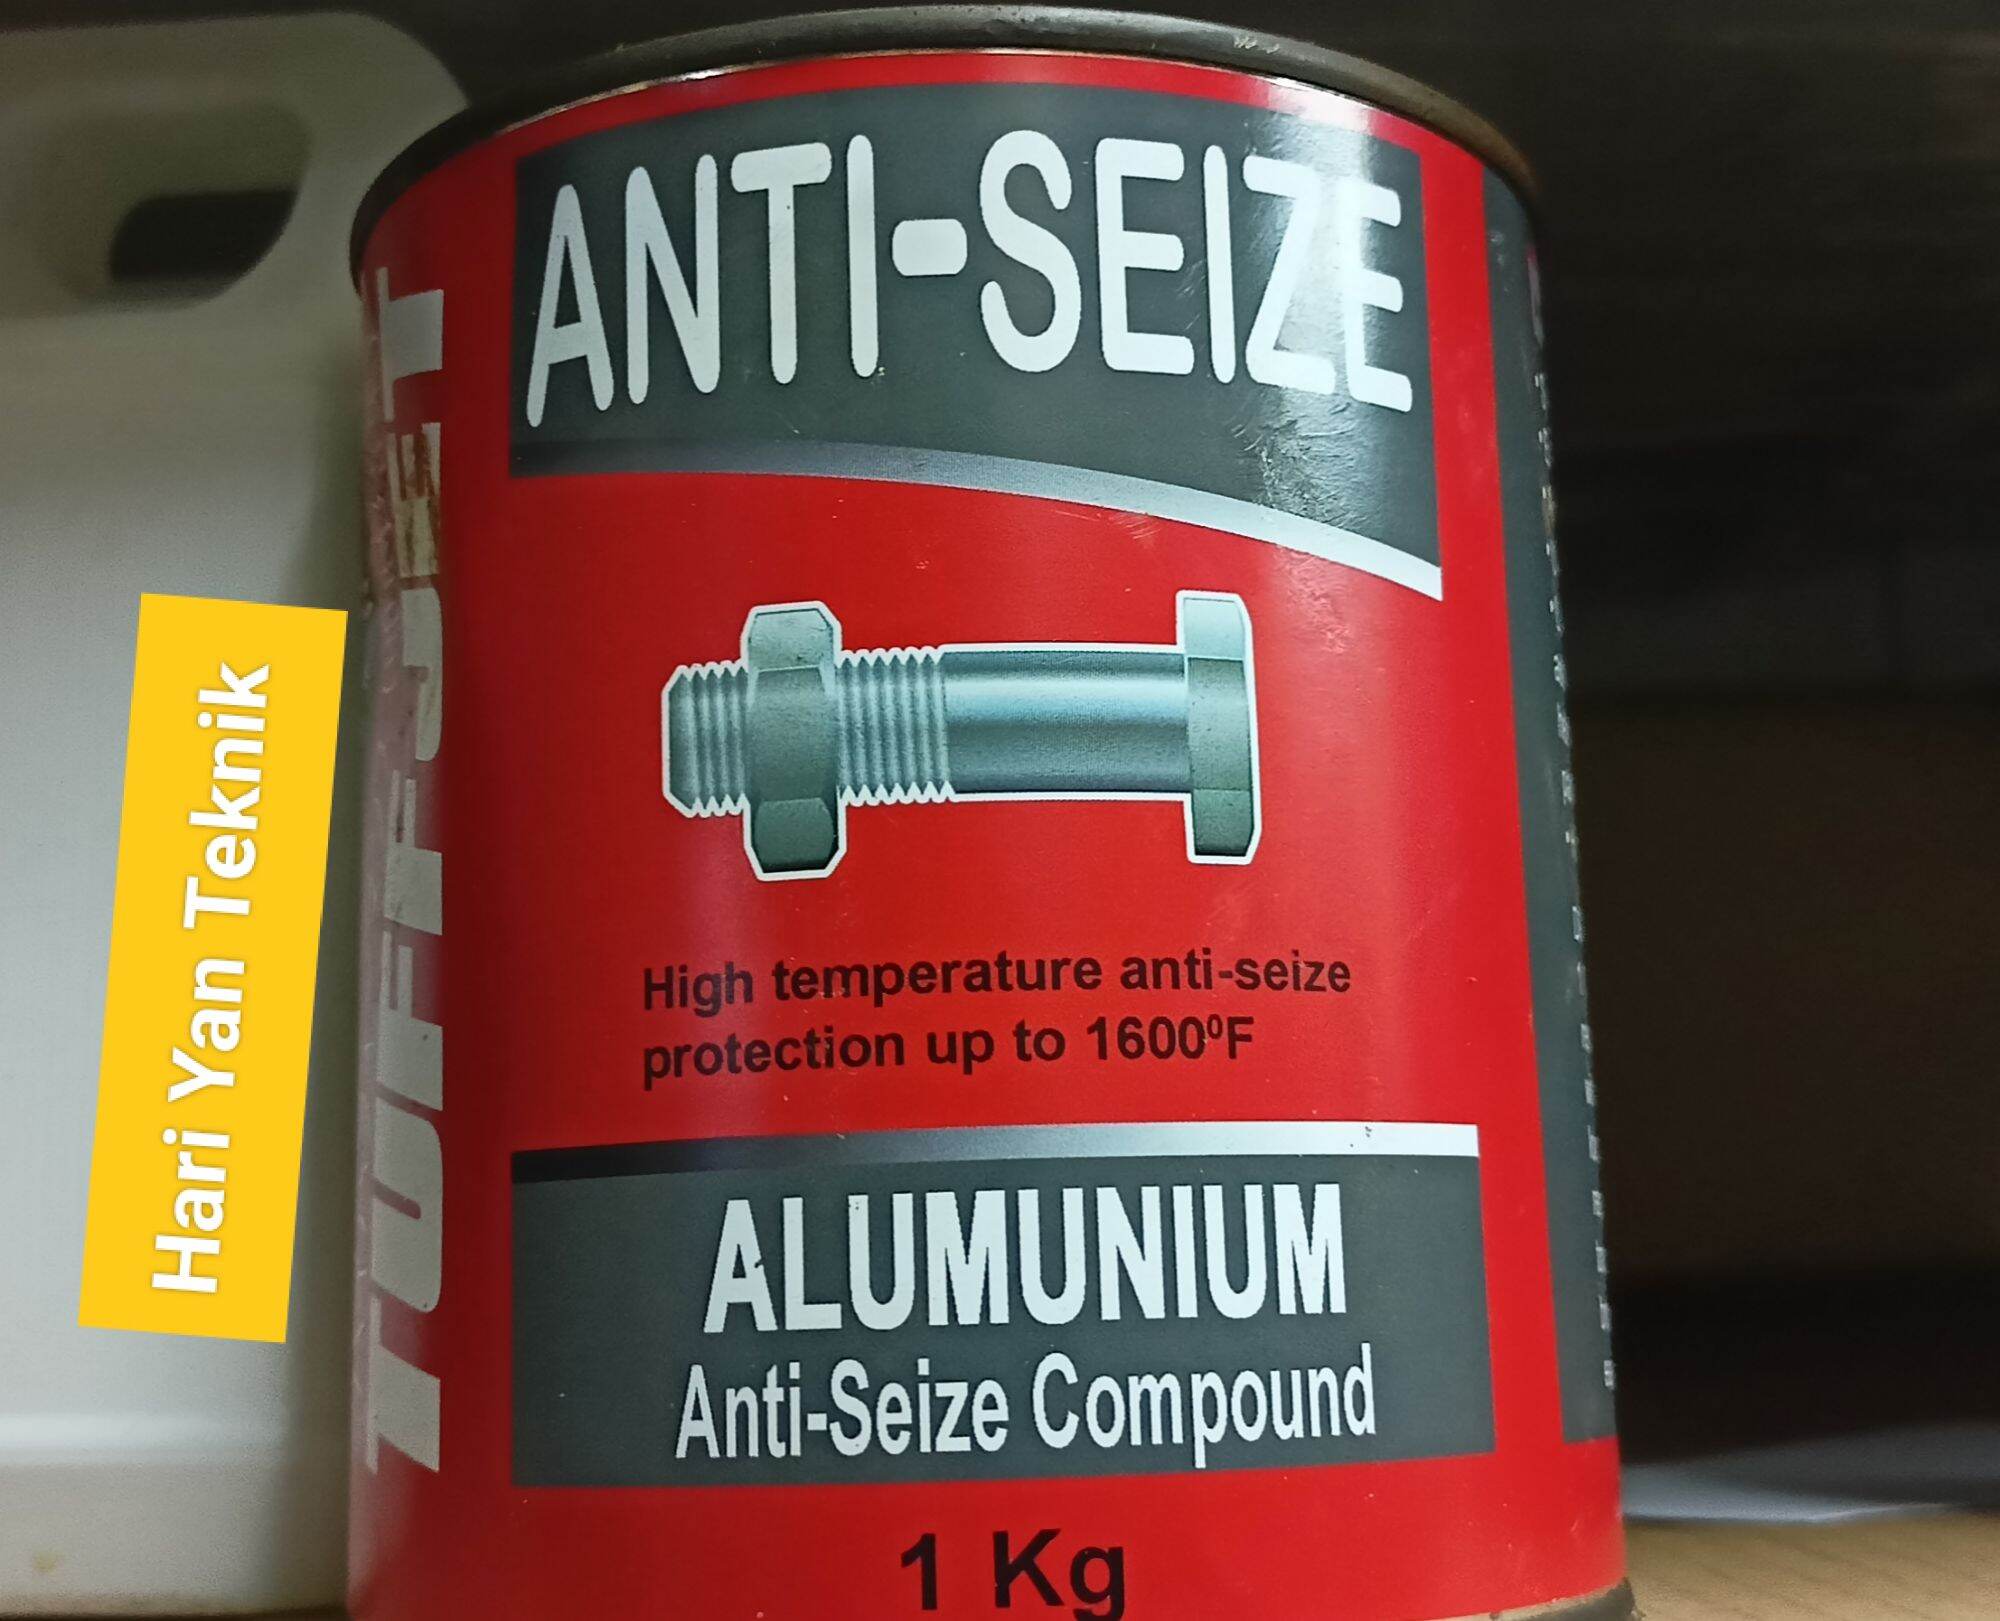 ANTI-SEIZE
TUFFJET
Hari Yan Teknik
High temperature anti-seize
protection up to 1600⁰F
ALUMUNIUM
Anti-Seize Compound
1 Kg